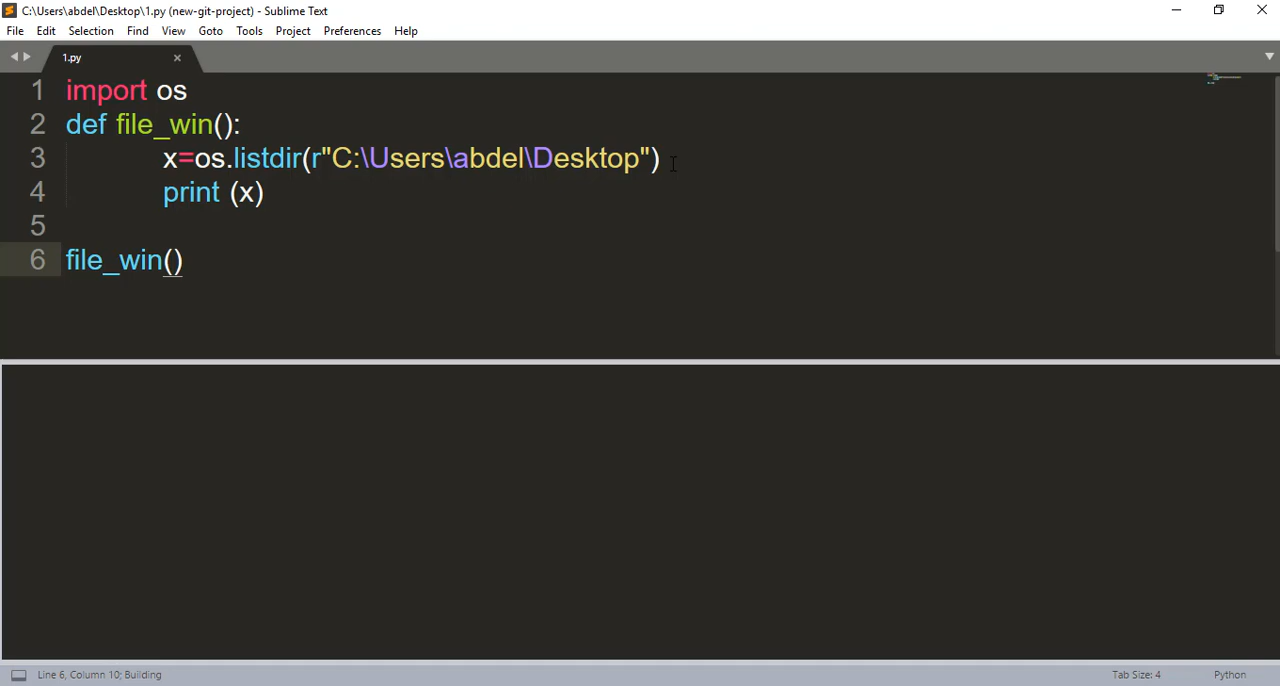 C:\Users\abdel\Desktop\1.py (new-git-project) - Sublime Text
File Edit Selection Find View Goto Tools Project Preferences Help
1.py
1 import os
2 def file_win():
3 x=os.listdir(r"C:\Users\abdel\Desktop")
4 print (x)
5
6 file_win()
Line 6, Column 10; Building Tab Size: 4 Python